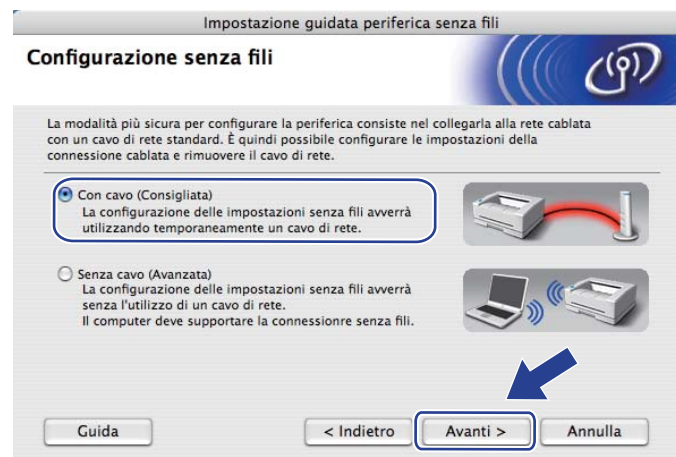 Impostazione guidata periferica senza fili
Configurazione senza fili
La modalità più sicura per configurare la periferica consiste nel collegarla alla rete cablata
con un cavo di rete standard. È quindi possibile configurare le impostazioni della
connessione cablata e rimuovere il cavo di rete.
Con cavo (Consigliata)
La configurazione delle impostazioni senza fili avverrà
utilizzando temporaneamente un cavo di rete.
Senza cavo (Avanzata)
La configurazione delle impostazioni senza fili avverrà
senza l'utilizzo di un cavo di rete.
Il computer deve supportare la connessionre senza fili.
Guida
< Indietro
Avanti >
Annulla